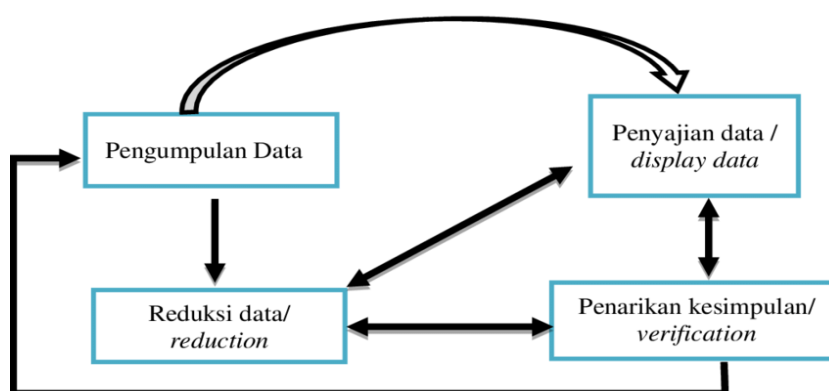 Pengumpulan Data
Penyajian data /
display data
Reduksi data/
reduction
Penarikan kesimpulan/
verification